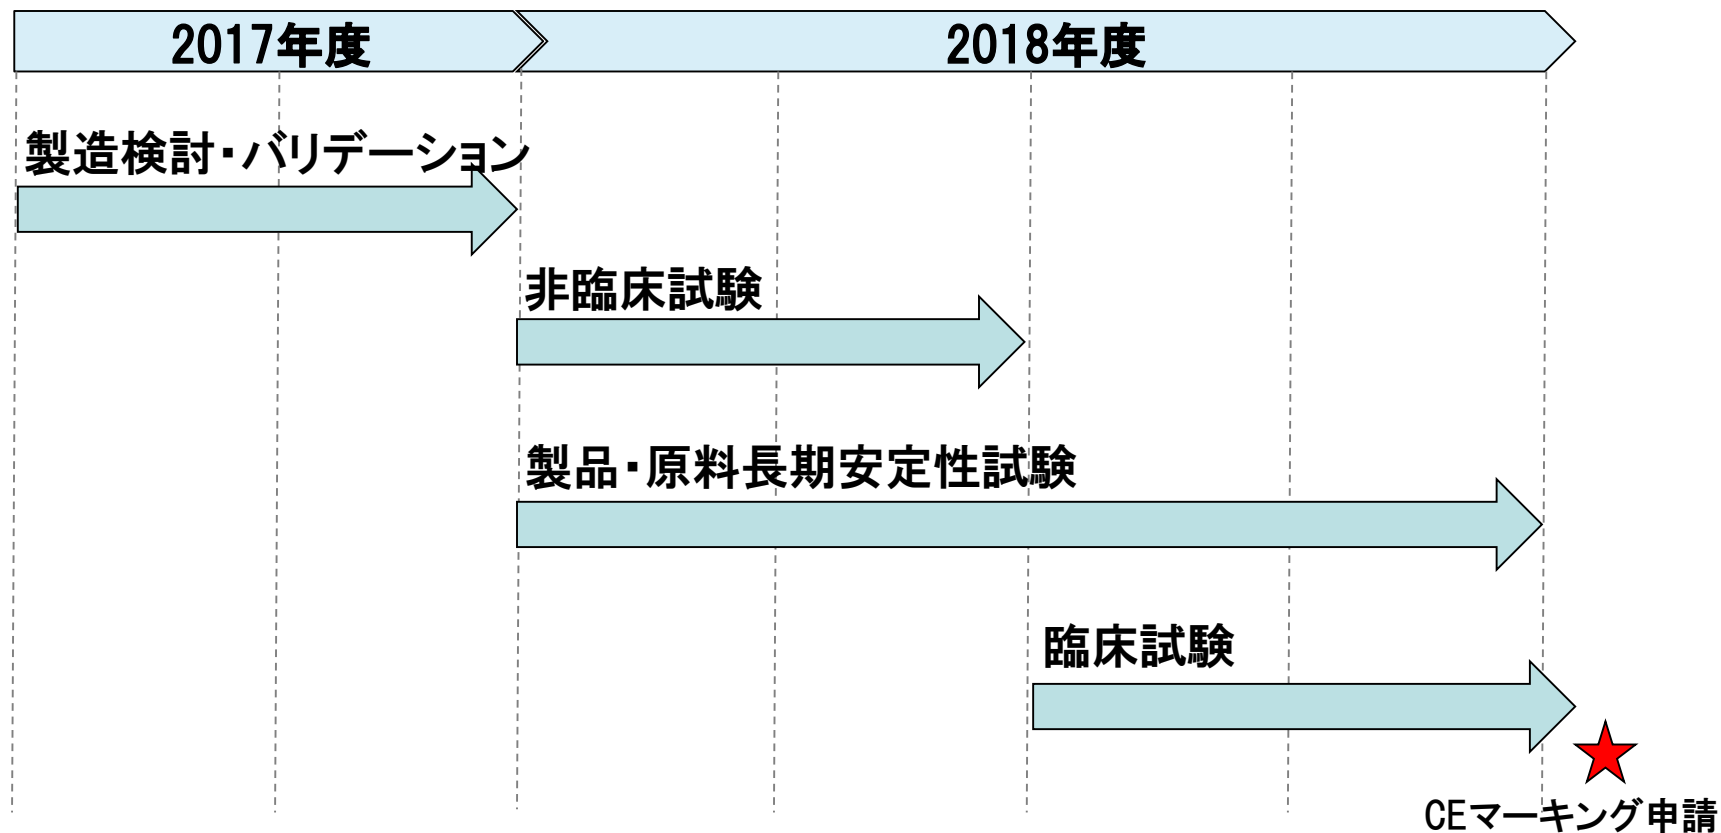 2017年度
2018年度
製造検討・バリデーション
非臨床試験
製品・原料長期安定性試験
臨床試験
CEマーキング申請